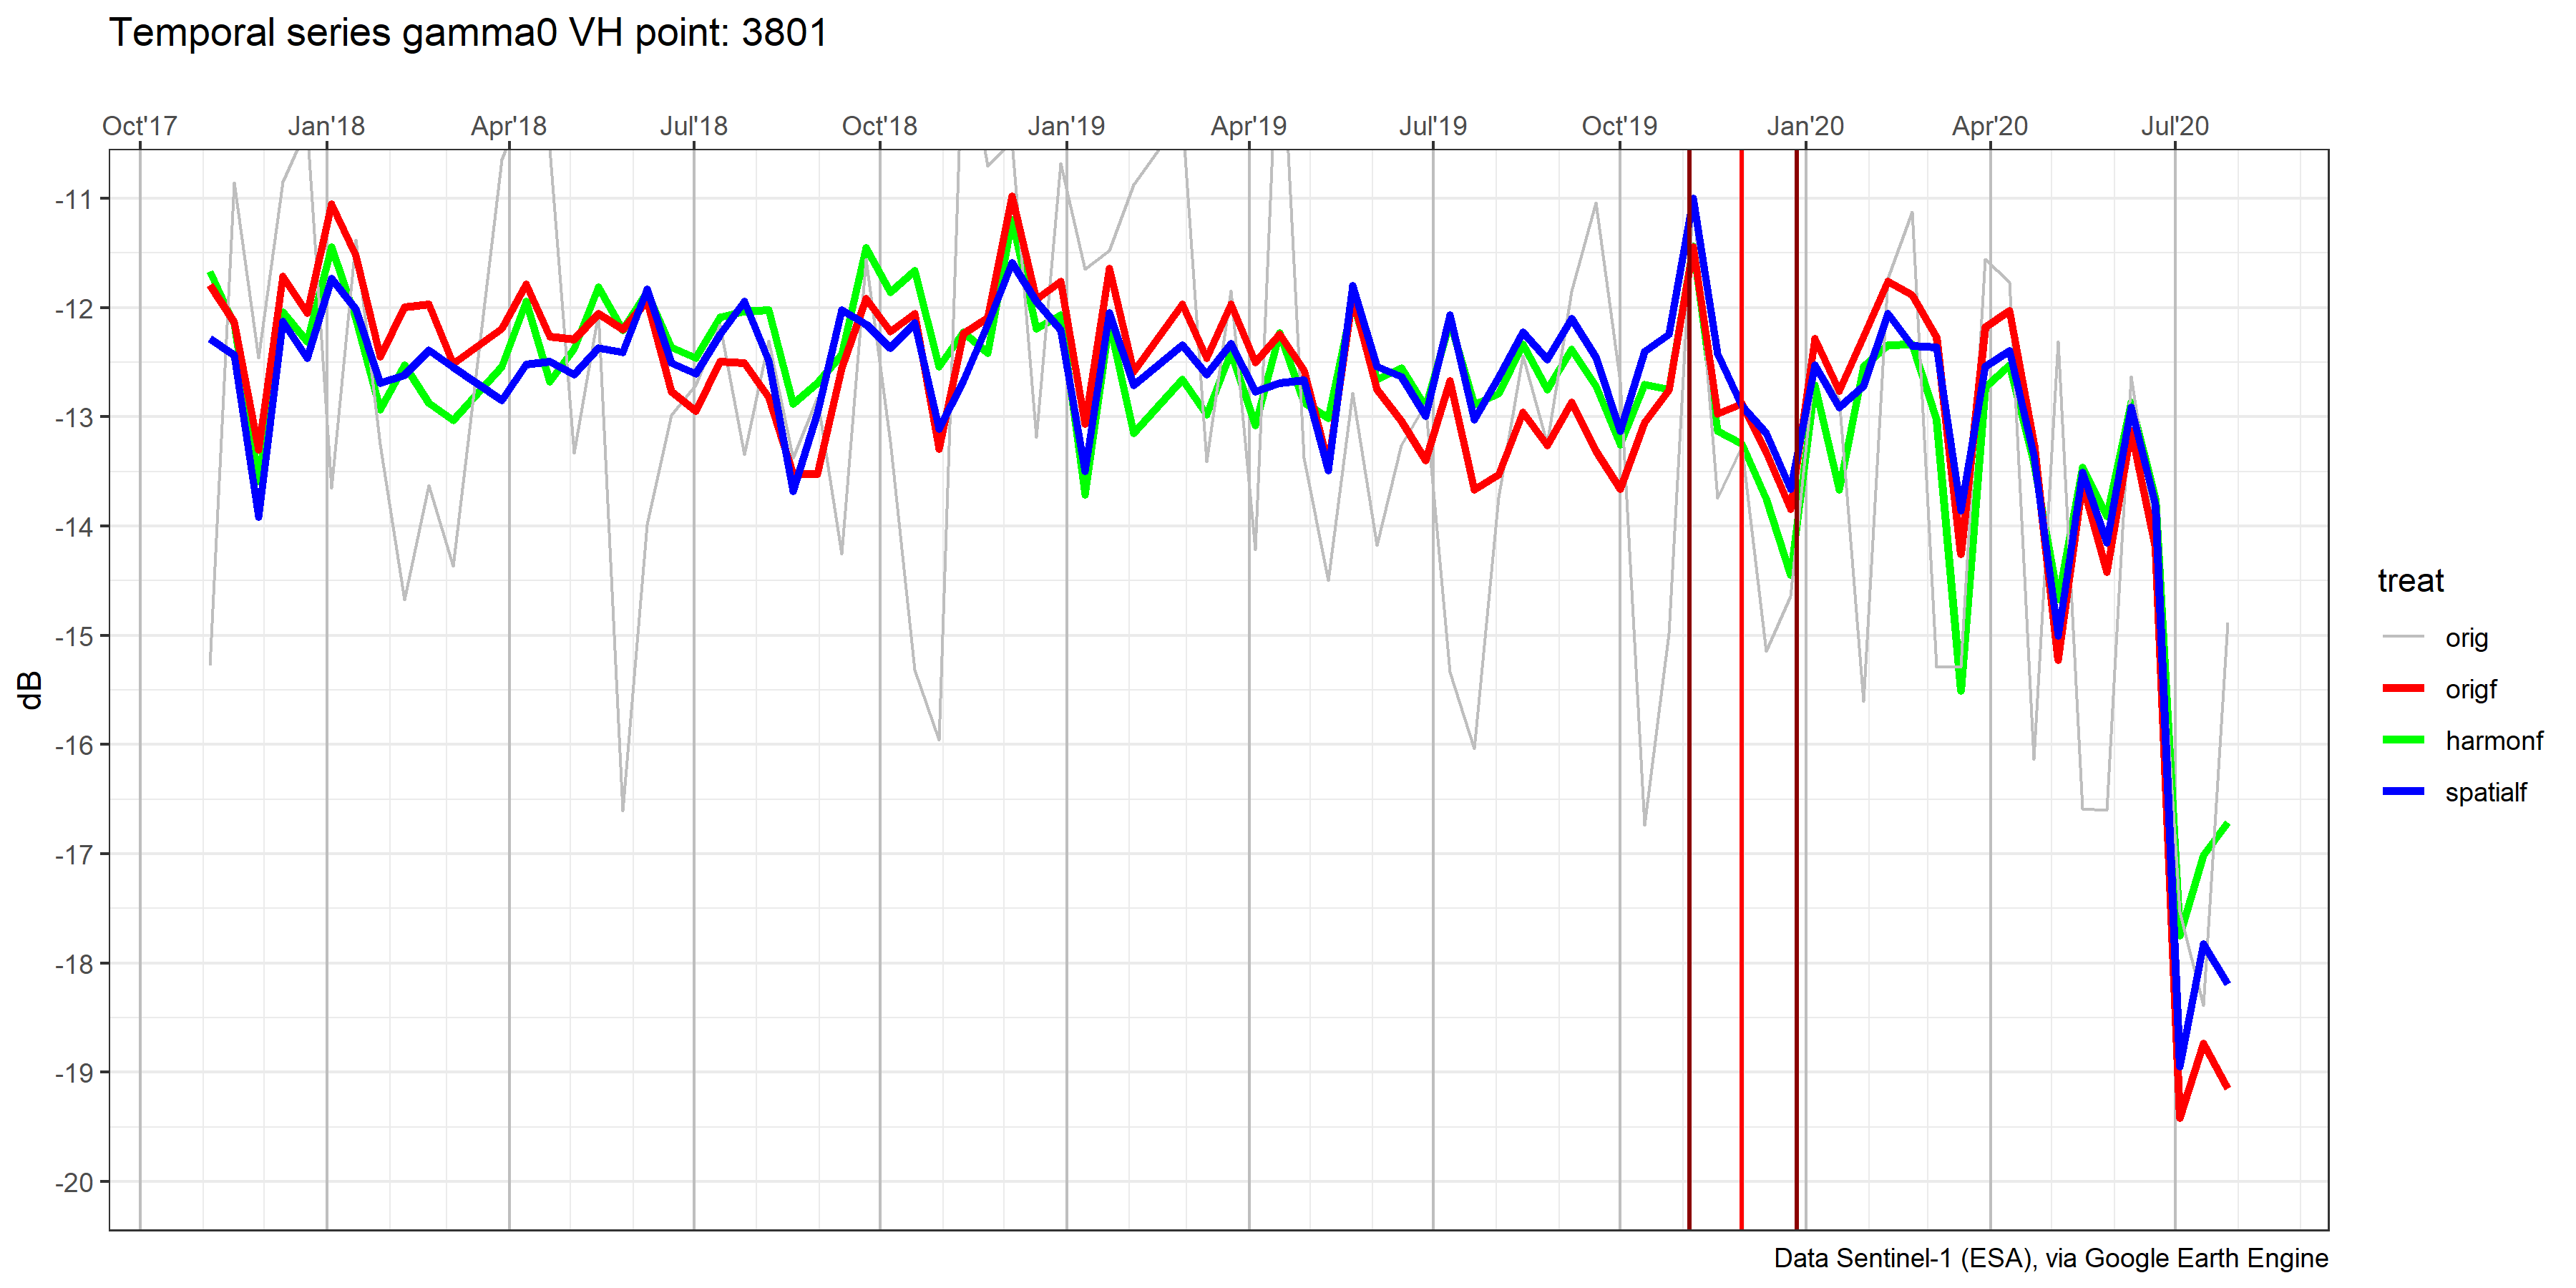 Temporal series gamma0 VH point: 3801
Oct'17 Jan'18 Apr'18 Jul'18 Oct'18 Jan'19 Apr'19 Jul'19 Oct'19 Jan'20 Apr'20 Jul'20
-11
-12
-13
-14
-15
-16
-17
-18
-19
-20
dB
treat
orig
origf
harmonf
spatialf
Data Sentinel-1 (ESA), via Google Earth Engine